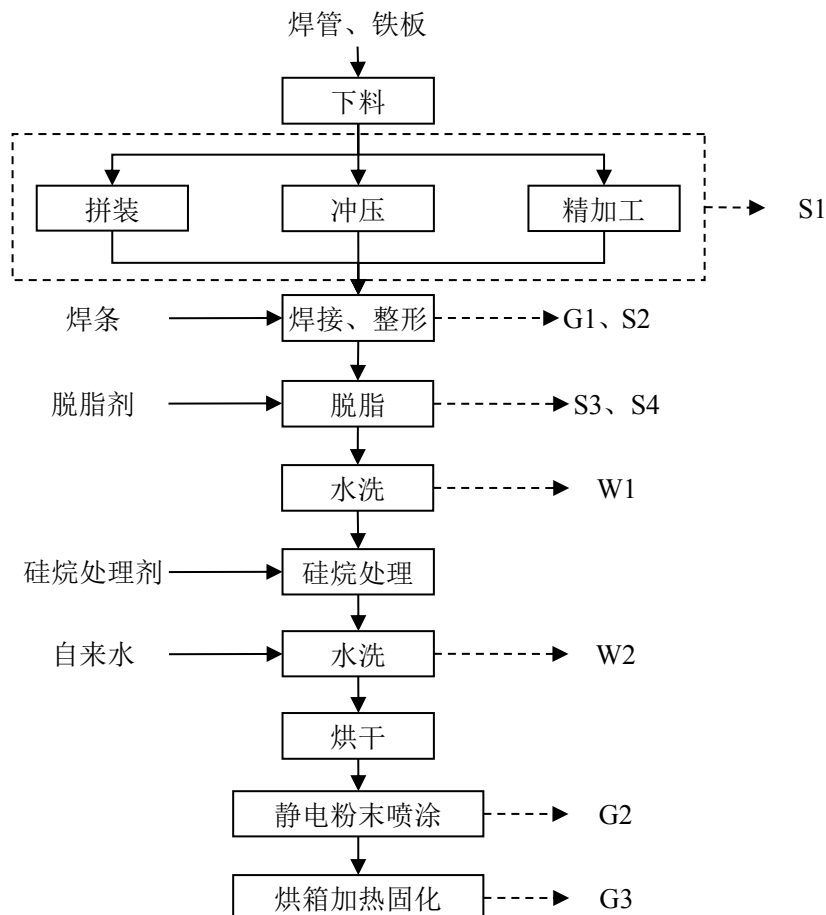 焊管、铁板
下料
拼装
冲压
精加工
S1
焊条
焊接、整形
G1、S2
脱脂剂
脱脂
S3、S4
水洗
W1
硅烷处理剂
硅烷处理
自来水
水洗
W2
烘干
静电粉末喷涂
G2
烘箱加热固化
G3